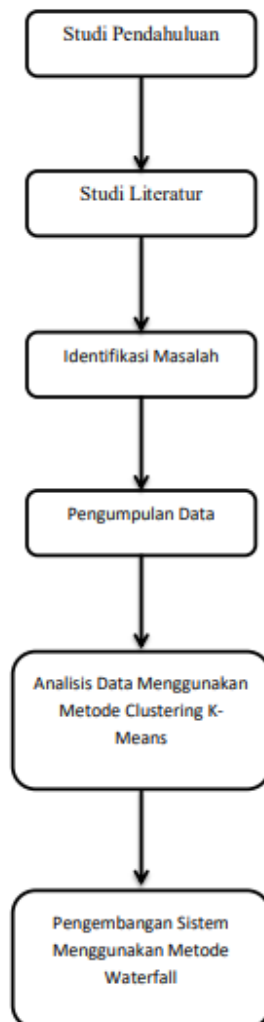 Studi Pendahuluan
Studi Literatur
Identifikasi Masalah
Pengumpulan Data
Analisis Data Menggunakan
Metode Clustering K-
Means
Pengembangan Sistem
Menggunakan Metode
Waterfall